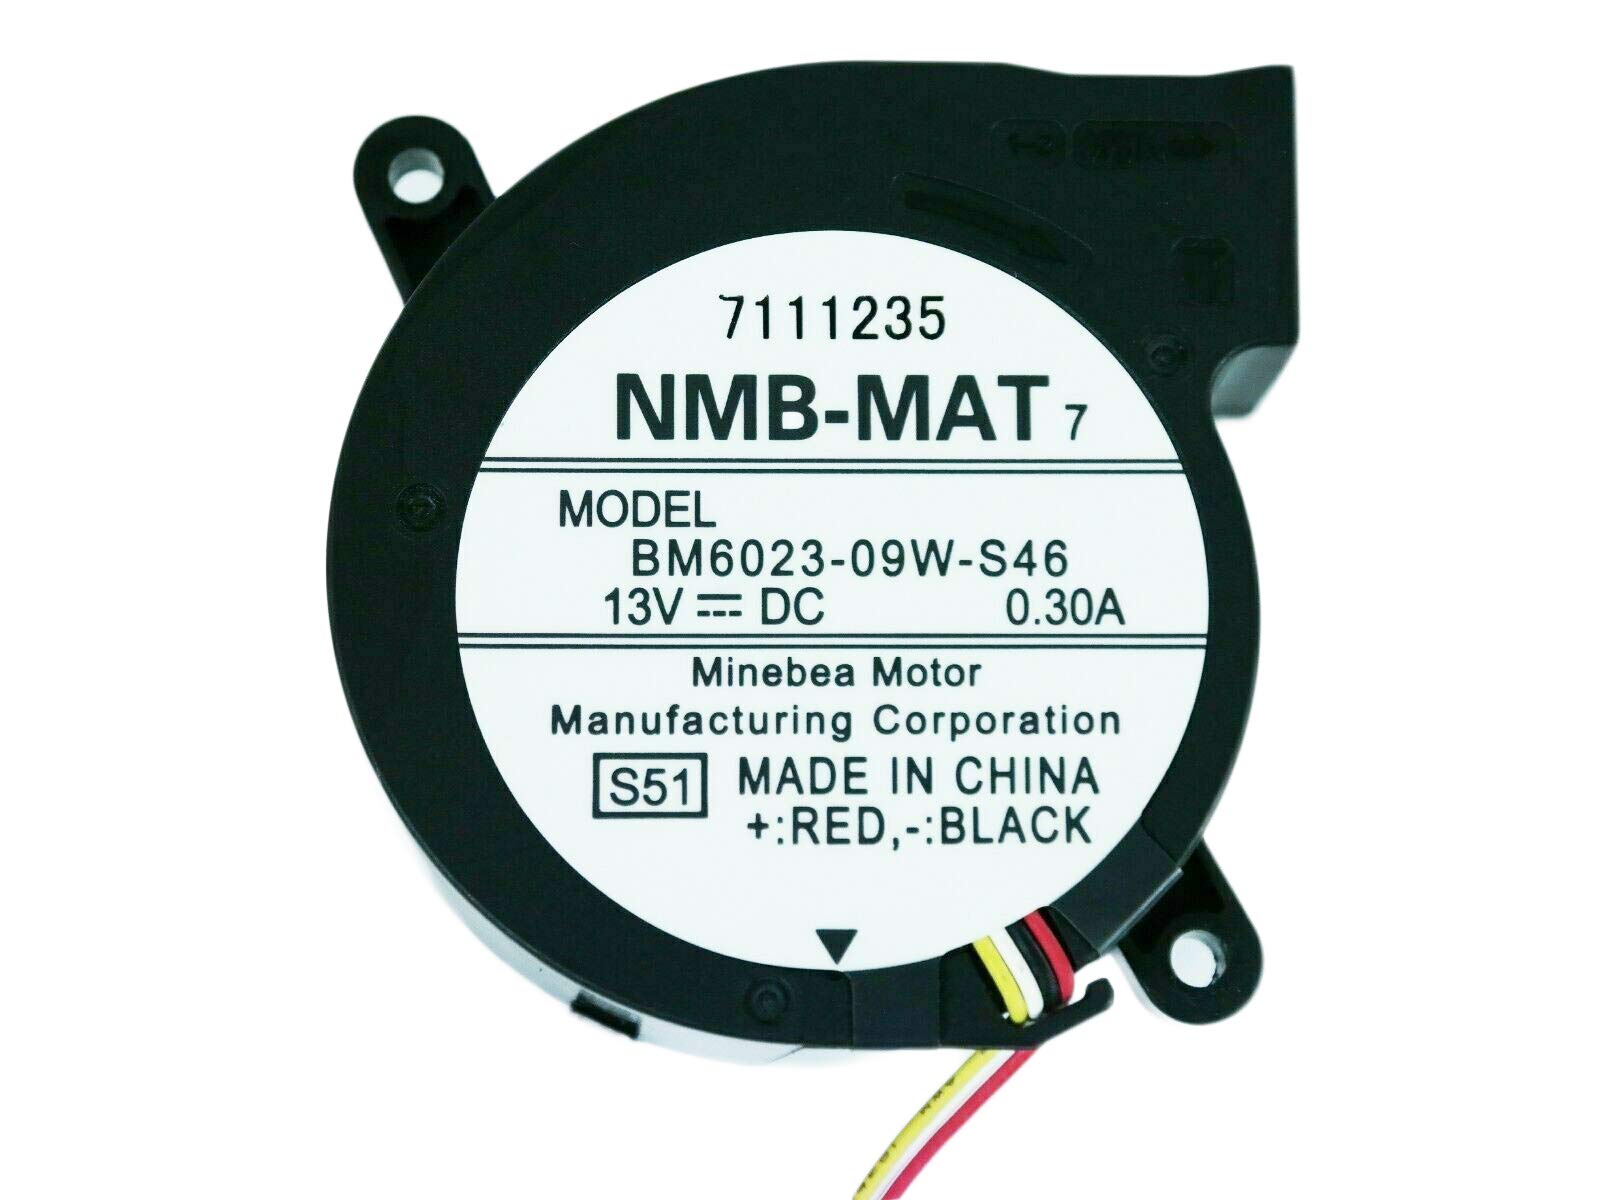 7111235
NMB-MAT 7
MODEL
BM6023-09W-S46
13V ⎓ DC 0.30A
Minebea Motor
Manufacturing Corporation
S51 MADE IN CHINA
+:RED,-:BLACK